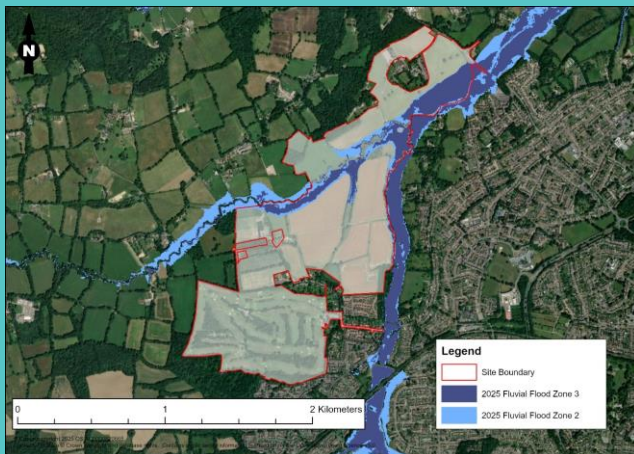 N
Legend
Site Boundary
2025 Fluvial Flood Zone 3
2025 Fluvial Flood Zone 2
0 1 2 Kilometers